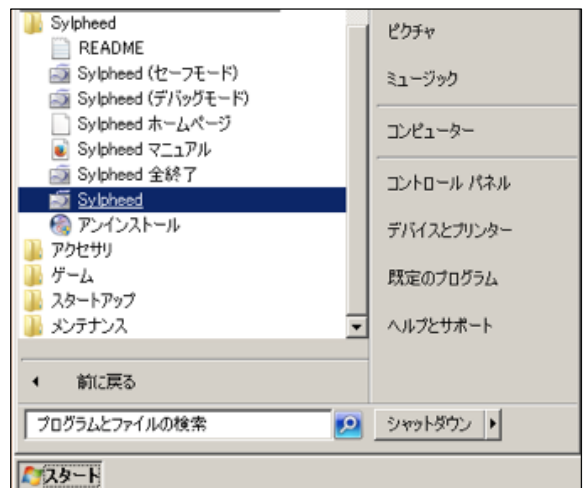 Sylpheed
README
Sylpheed (セーフモード)
Sylpheed (デバッグモード)
Sylpheed ホームページ
Sylpheed マニュアル
Sylpheed 全終了
Sylpheed
アンインストール
アクセサリ
ゲーム
スタートアップ
メンテナンス
前に戻る
プログラムとファイルの検索
ピクチャ
ミュージック
コンピューター
コントロール パネル
デバイスとプリンター
既定のプログラム
ヘルプとサポート
シャットダウン
スタート